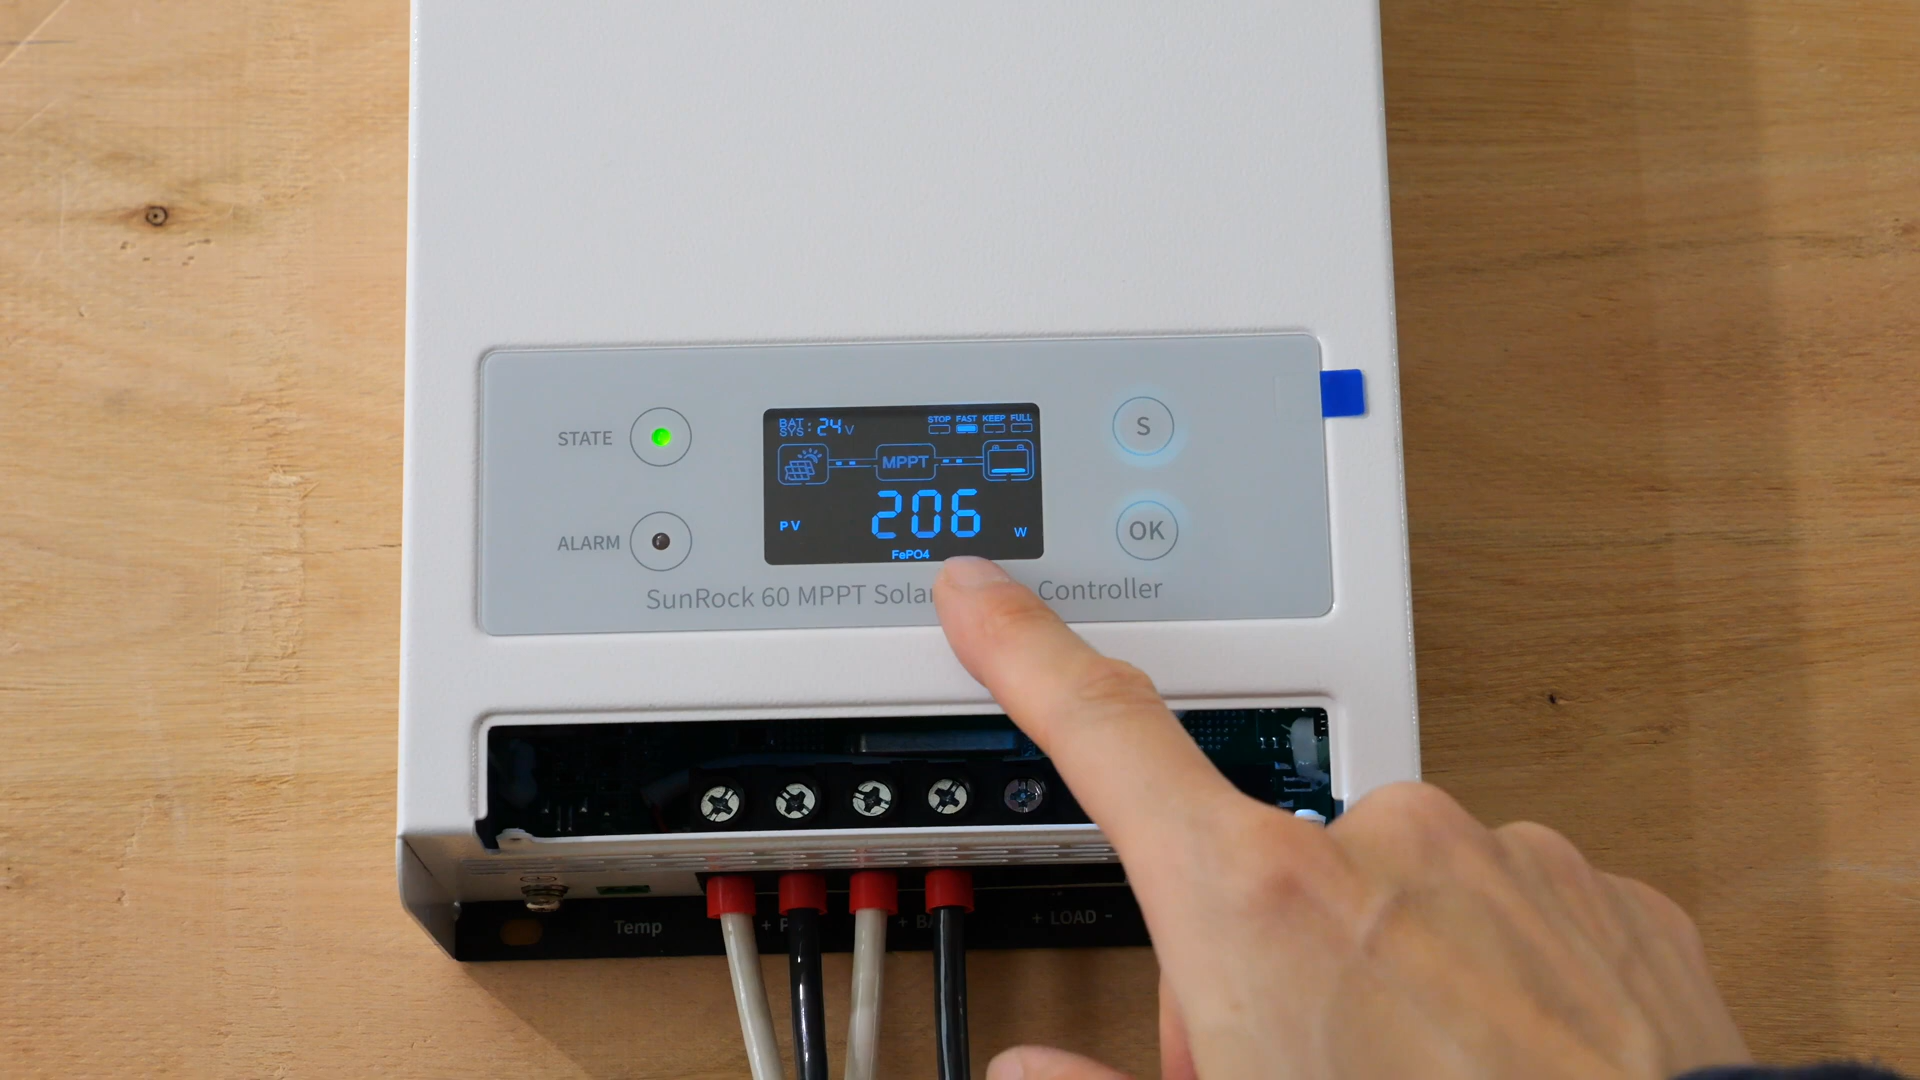 STATE
ALARM
BAT SYS: 24V
STOP FAST KEEP FULL
MPPT
PV 206 W
FePO4
S
OK
SunRock 60 MPPT Solar Controller
Temp
+ LOAD -